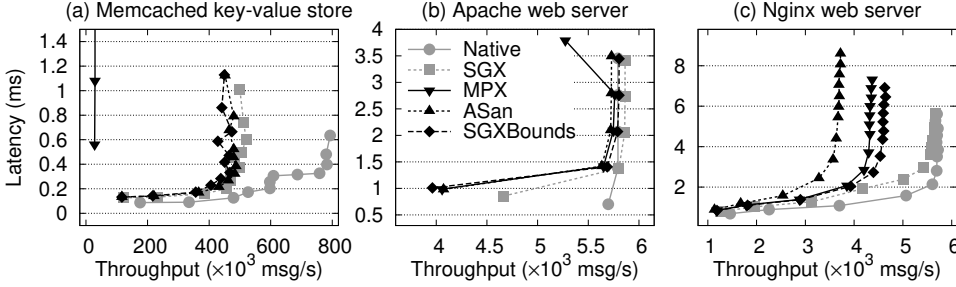 (a) Memcached key-value store
(b) Apache web server
(c) Nginx web server
Latency (ms)
1.4
1.2
1
0.8
0.6
0.4
0.2
0
0 200 400 600 800
Throughput (×10³ msg/s)
4
3.5
3
2.5
2
1.5
1
0.5
4 4.5 5 5.5 6
Throughput (×10³ msg/s)
Native
SGX
MPX
ASan
SGXBounds
8
6
4
2
1 2 3 4 5 6
Throughput (×10³ msg/s)